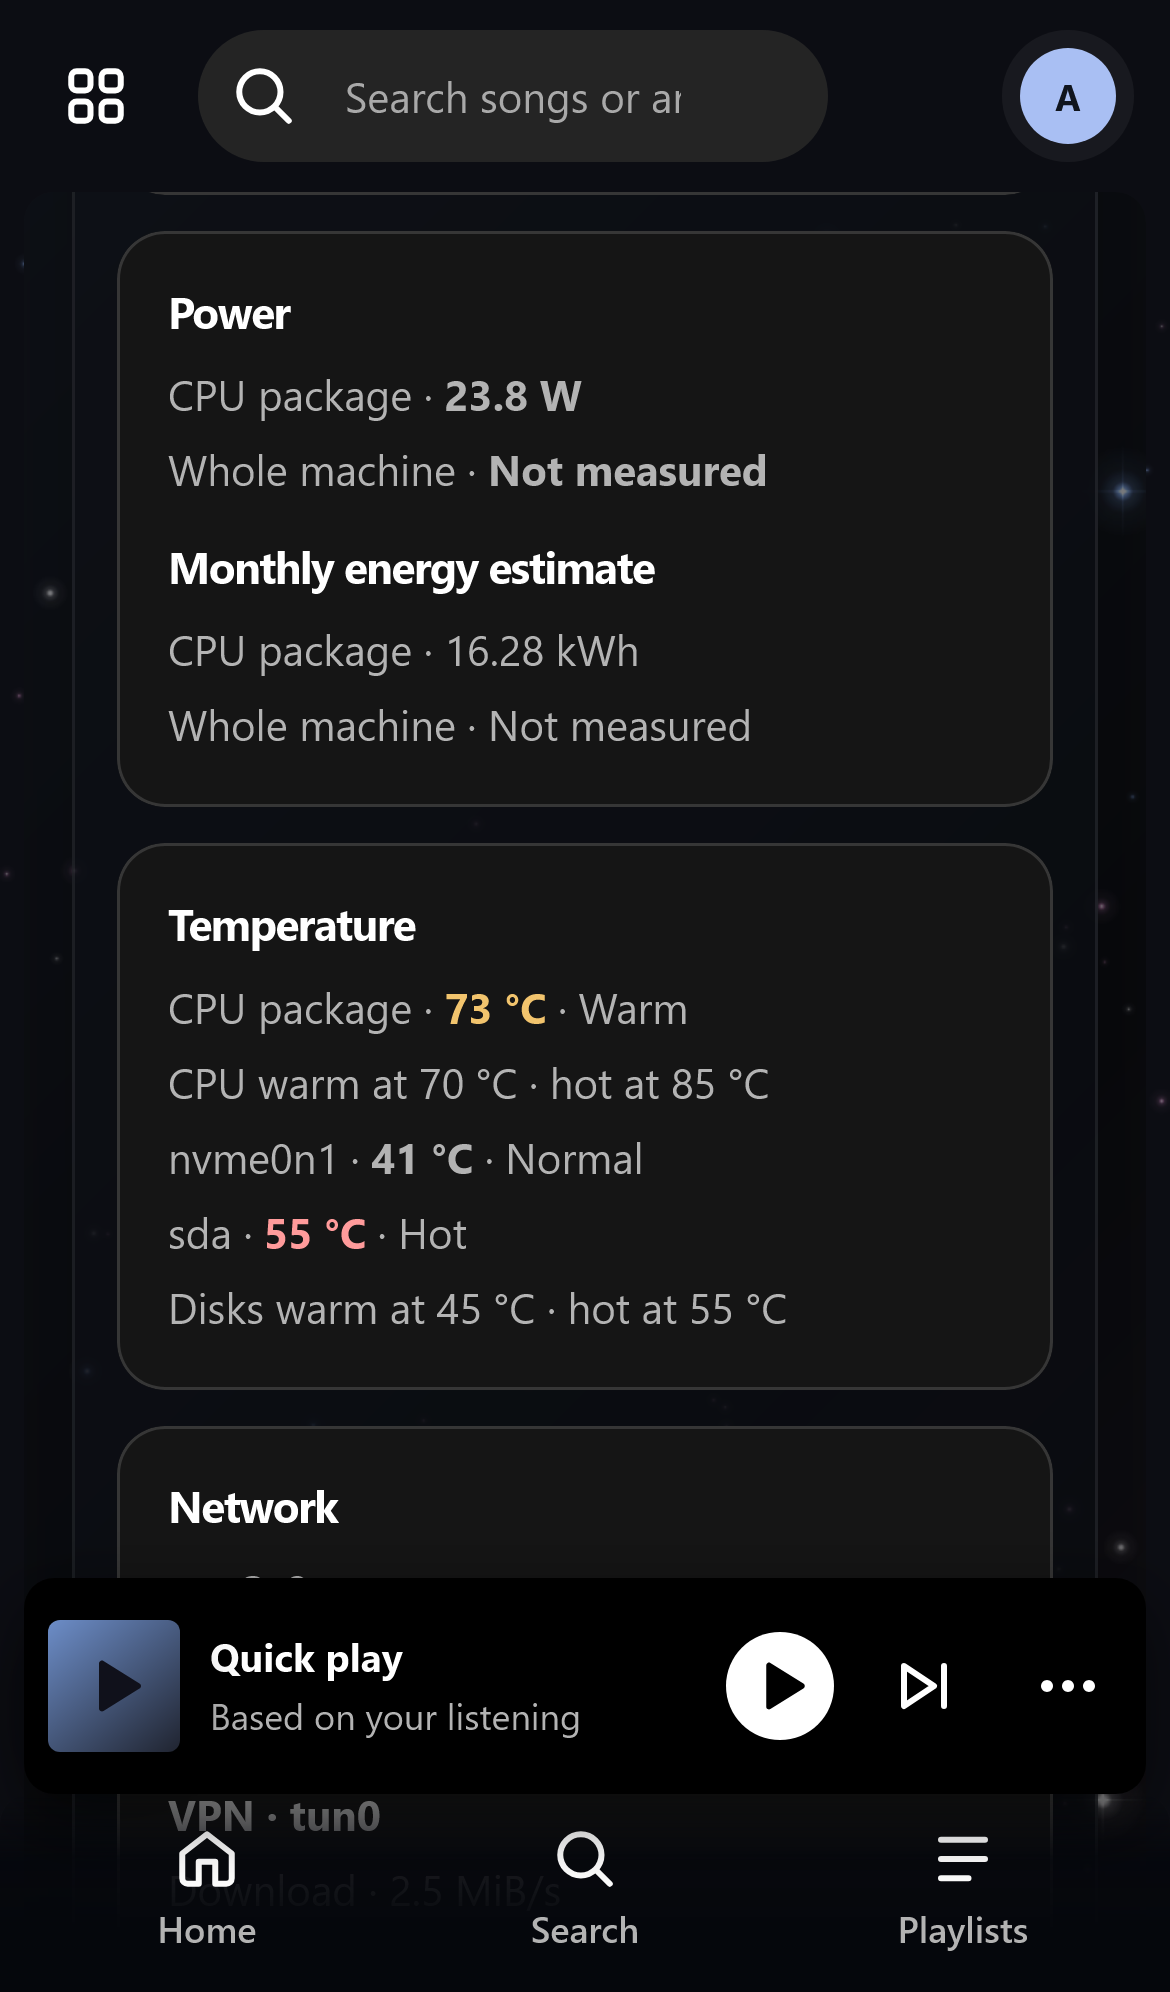 Search songs or ar
A
Power
CPU package · 23.8 W
Whole machine · Not measured
Monthly energy estimate
CPU package · 16.28 kWh
Whole machine · Not measured
Temperature
CPU package · 73 °C · Warm
CPU warm at 70 °C · hot at 85 °C
nvme0n1 · 41 °C · Normal
sda · 55 °C · Hot
Disks warm at 45 °C · hot at 55 °C
Network
Quick play
Based on your listening
VPN · tun0
Download · 2.5 MiB/s
Home
Search
Playlists